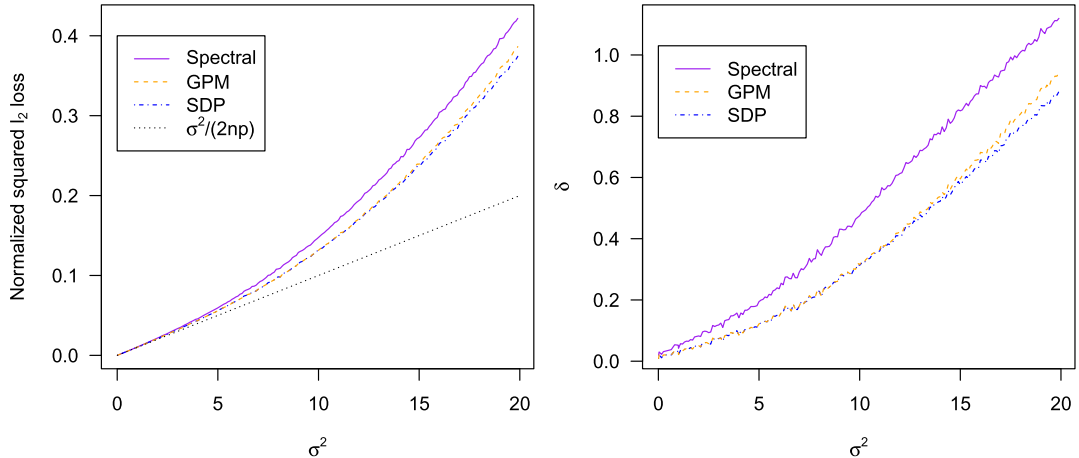 Normalized squared l₂ loss
0.4
0.3
0.2
0.1
0.0
Spectral
GPM
SDP
σ²/(2np)
0 5 10 15 20
σ²
δ
1.0
0.8
0.6
0.4
0.2
0.0
Spectral
GPM
SDP
0 5 10 15 20
σ²